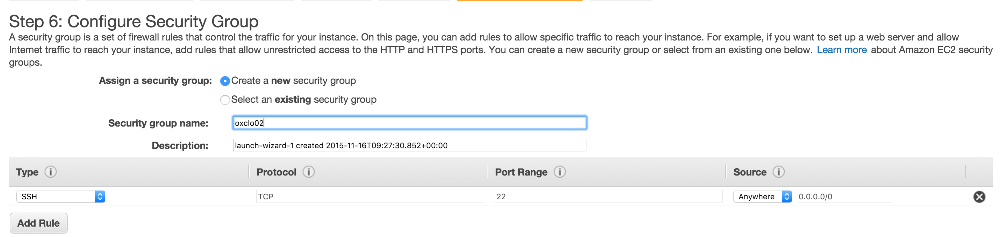 Step 6: Configure Security Group
A security group is a set of firewall rules that control the traffic for your instance. On this page, you can add rules to allow specific traffic to reach your instance. For example, if you want to set up a web server and allow
Internet traffic to reach your instance, add rules that allow unrestricted access to the HTTP and HTTPS ports. You can create a new security group or select from an existing one below. Learn more about Amazon EC2 security
groups.
Assign a security group: Create a new security group
Select an existing security group
Security group name: oxclo02
Description: launch-wizard-1 created 2015-11-16T09:27:30.852+00:00
Type i Protocol i Port Range i Source i
SSH TCP 22 Anywhere 0.0.0.0/0
Add Rule